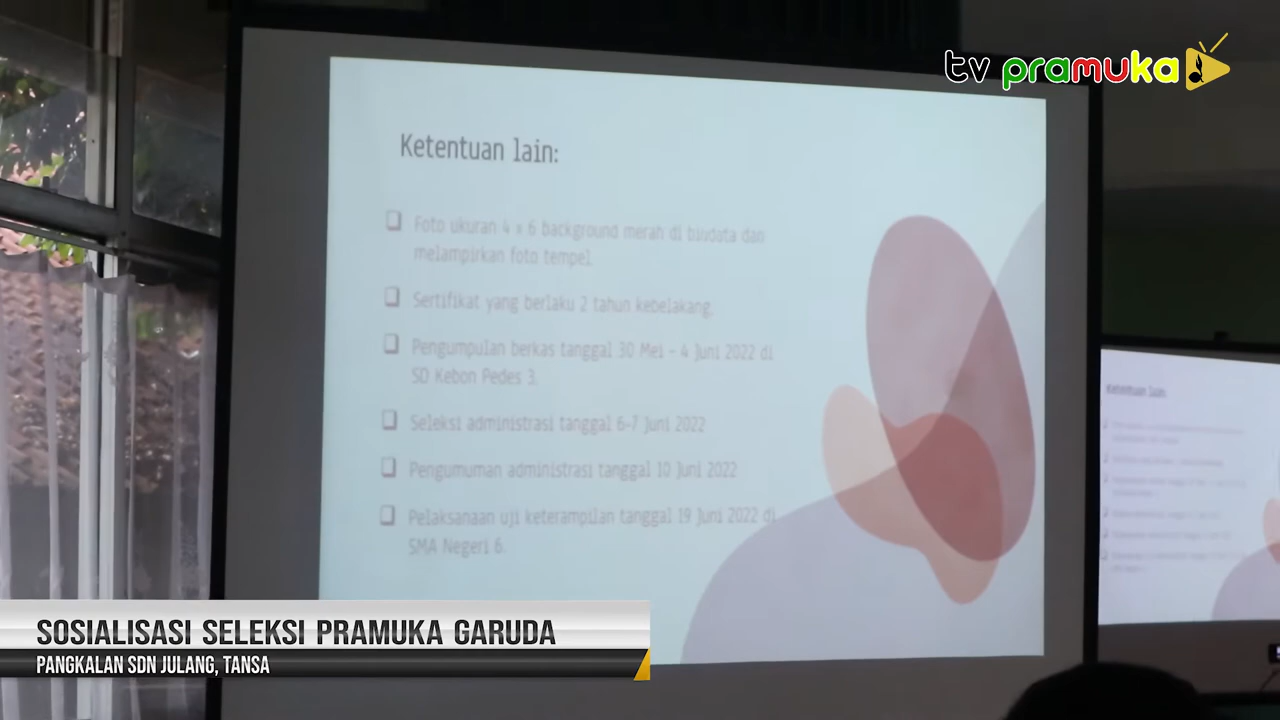 tv pramuka
Ketentuan lain:
Foto ukuran 4 x 6 background merah di biodata dan
melampirkan foto tempel.
Sertifikat yang berlaku 2 tahun kebelakang.
Pengumpulan berkas tanggal 30 Mei - 4 Juni 2022 di
SD Kebon Pedes 3.
Seleksi administrasi tanggal 6-7 Juni 2022
Pengumuman administrasi tanggal 10 Juni 2022
Pelaksanaan uji keterampilan tanggal 19 Juni 2022 di
SMA Negeri 6.
Ketentuan lain:
SOSIALISASI SELEKSI PRAMUKA GARUDA
PANGKALAN SDN JULANG, TANSA